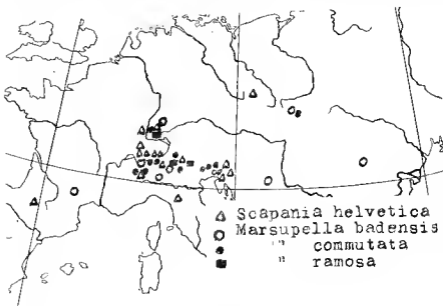 △ Scapania helvetica
○ Marsupella badensis
● " commutata
■ " ramosa